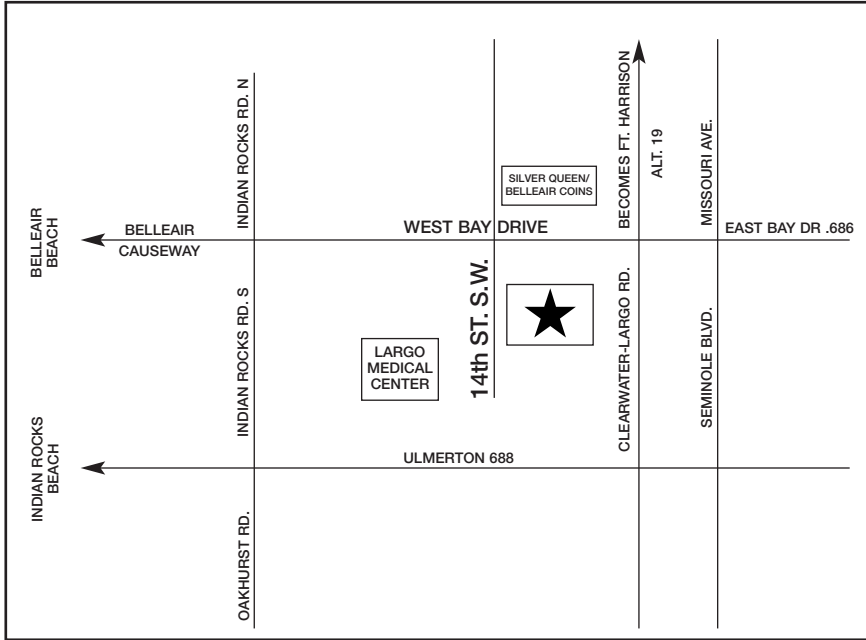 INDIAN ROCKS RD. N
BECOMES FT. HARRISON
ALT. 19
MISSOURI AVE.
SILVER QUEEN/
BELLEAIR COINS
BELLEAIR
BEACH
BELLEAIR
CAUSEWAY
WEST BAY DRIVE
EAST BAY DR .686
INDIAN ROCKS RD. S
LARGO
MEDICAL
CENTER
14th ST. S.W.
CLEARWATER-LARGO RD.
SEMINOLE BLVD.
INDIAN ROCKS
BEACH
ULMERTON 688
OAKHURST RD.